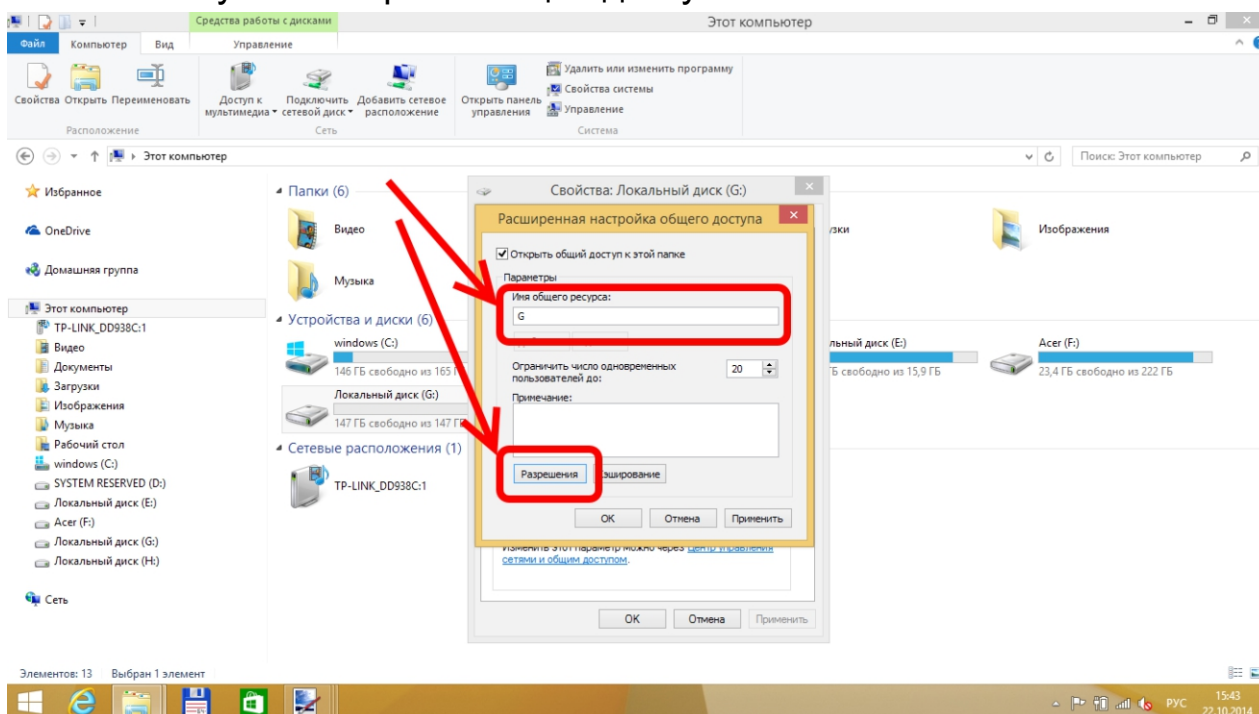 Средства работы с дисками
Этот компьютер
Файл Компьютер Вид Управление
Свойства Открыть Переименовать
Доступ к мультимедиа
Подключить сетевой диск
Добавить сетевое расположение
Открыть панель управления
Удалить или изменить программу
Свойства системы
Управление
Расположение Сеть Система
Этот компьютер
Поиск: Этот компьютер
Избранное
OneDrive
Домашняя группа
Этот компьютер
TP-LINK_DD938C:1
Видео
Документы
Загрузки
Изображения
Музыка
Рабочий стол
windows (C:)
SYSTEM RESERVED (D:)
Локальный диск (E:)
Acer (F:)
Локальный диск (G:)
Локальный диск (H:)
Сеть
Папки (6)
Видео
Изображения
Музыка
Устройства и диски (6)
windows (C:)
146 ГБ свободно из 165
Локальный диск (G:)
147 ГБ свободно из 147 ГБ
диск (E:)
свободно из 15,9 ГБ
Acer (F:)
23,4 ГБ свободно из 222 ГБ
Сетевые расположения (1)
TP-LINK_DD938C:1
Свойства: Локальный диск (G:)
Расширенная настройка общего доступа
Открыть общий доступ к этой папке
Параметры
Имя общего ресурса:
G
Ограничить число одновременных
пользователей до:
20
Примечание:
Разрешения
ОК Отмена Применить
Изменить этот параметр можно через Центр управления
сетями и общим доступом.
ОК Отмена Применить
Элементов: 13 Выбран 1 элемент
РУС
15:43
22.10.2014